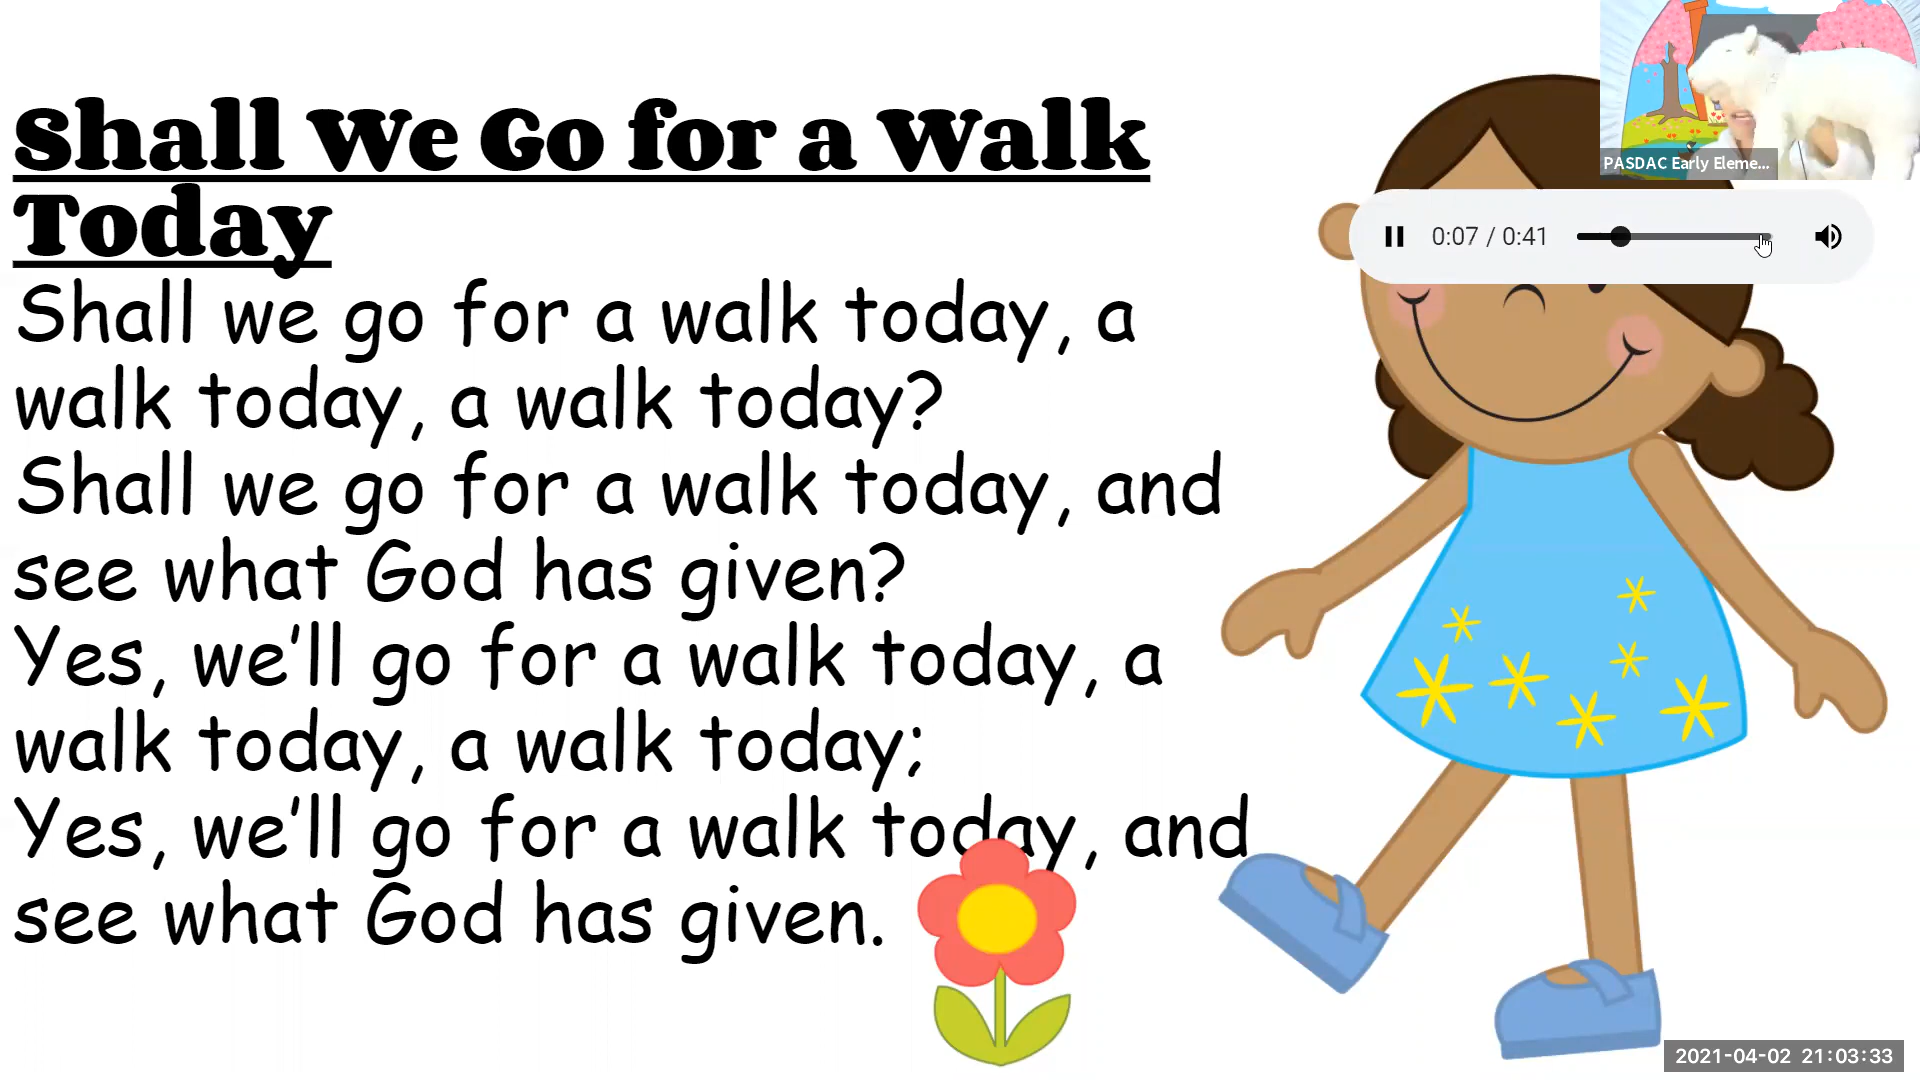 Shall We Go for a Walk
Today
Shall we go for a walk today, a
walk today, a walk today?
Shall we go for a walk today, and
see what God has given?
Yes, we’ll go for a walk today, a
walk today, a walk today;
Yes, we’ll go for a walk today, and
see what God has given.
PASDAC Early Eleme...
0:07 / 0:41
2021-04-02 21:03:33